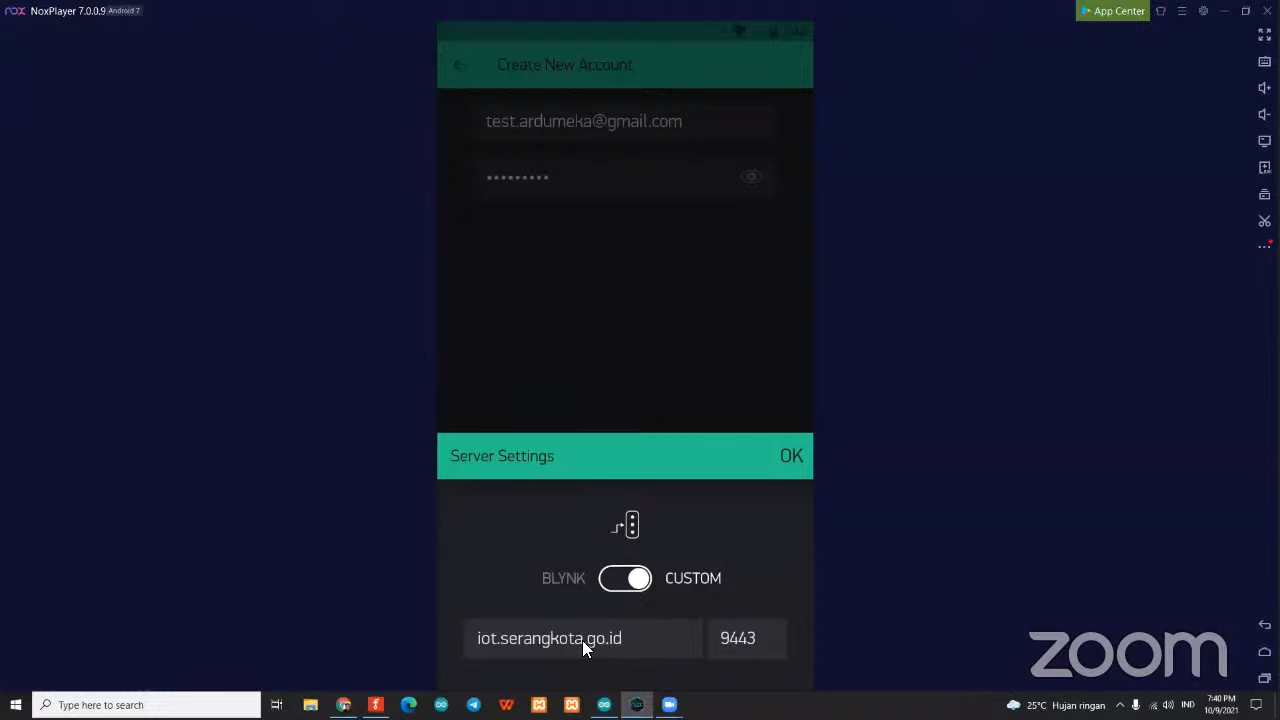 nox NoxPlayer 7.0.0.9 Android 7
App Center
Create New Account
test.ardumeka@gmail.com
•••••••••
Server Settings
OK
BLYNK
CUSTOM
iot.serangkota.go.id
9443
zoom
Type here to search
25°C Hujan ringan
IND
7:40 PM
10/9/2021